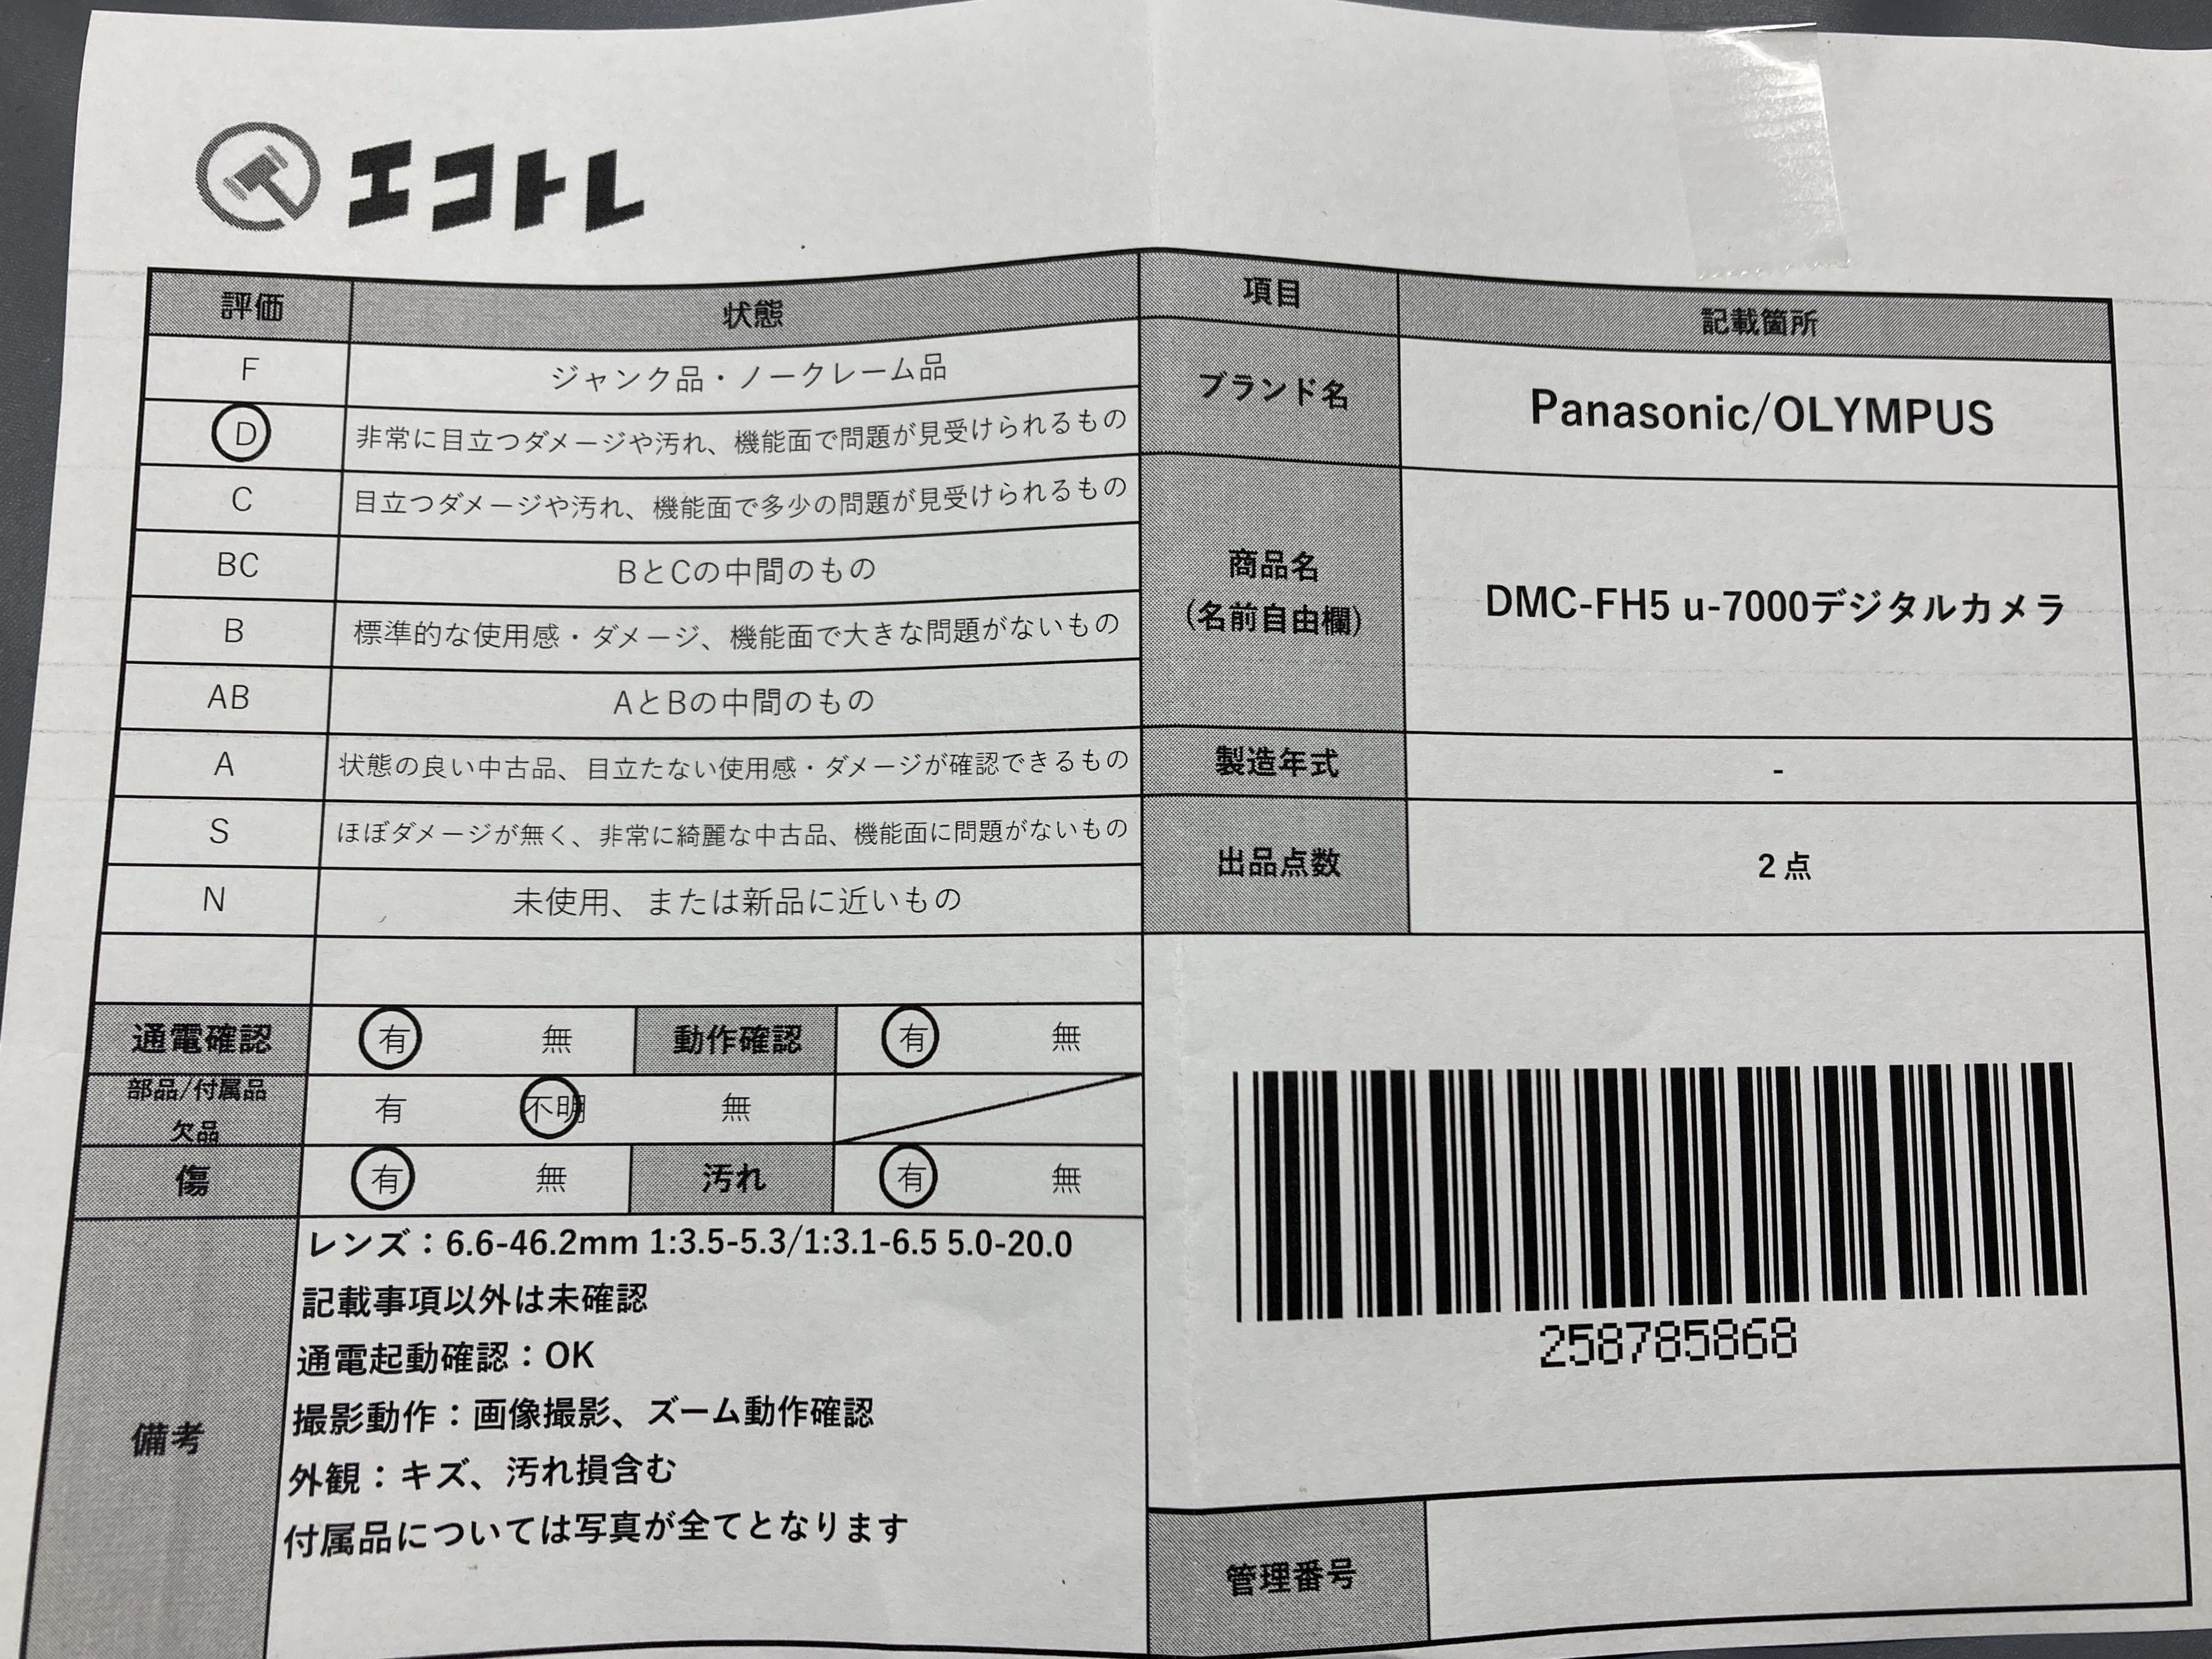 エコトレ
評価 状態
F ジャンク品・ノークレーム品
D 非常に目立つダメージや汚れ、機能面で問題が見受けられるもの
C 目立つダメージや汚れ、機能面で多少の問題が見受けられるもの
BC BとCの中間のもの
B 標準的な使用感・ダメージ、機能面で大きな問題がないもの
AB AとBの中間のもの
A 状態の良い中古品、目立たない使用感・ダメージが確認できるもの
S ほぼダメージが無く、非常に綺麗な中古品、機能面に問題がないもの
N 未使用、または新品に近いもの
通電確認 有 無 動作確認 有 無
部品/付属品
欠品
有 不明 無
傷 有 無 汚れ 有 無
備考
レンズ：6.6-46.2mm 1:3.5-5.3/1:3.1-6.5 5.0-20.0
記載事項以外は未確認
通電起動確認：OK
撮影動作：画像撮影、ズーム動作確認
外観：キズ、汚れ損含む
付属品については写真が全てとなります
項目 記載箇所
ブランド名 Panasonic/OLYMPUS
商品名
(名前自由欄)
DMC-FH5 u-7000デジタルカメラ
製造年式 -
出品点数 2点
258785868
管理番号